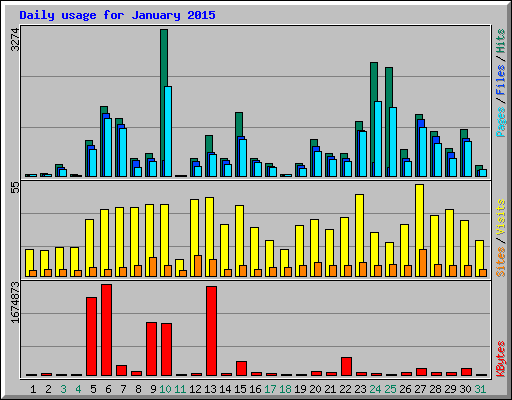 Daily usage for January 2015
3274
Pages / Files / Hits
55
Sites / Visits
1674873
KBytes
1 2 3 4 5 6 7 8 9 10 11 12 13 14 15 16 17 18 19 20 21 22 23 24 25 26 27 28 29 30 31